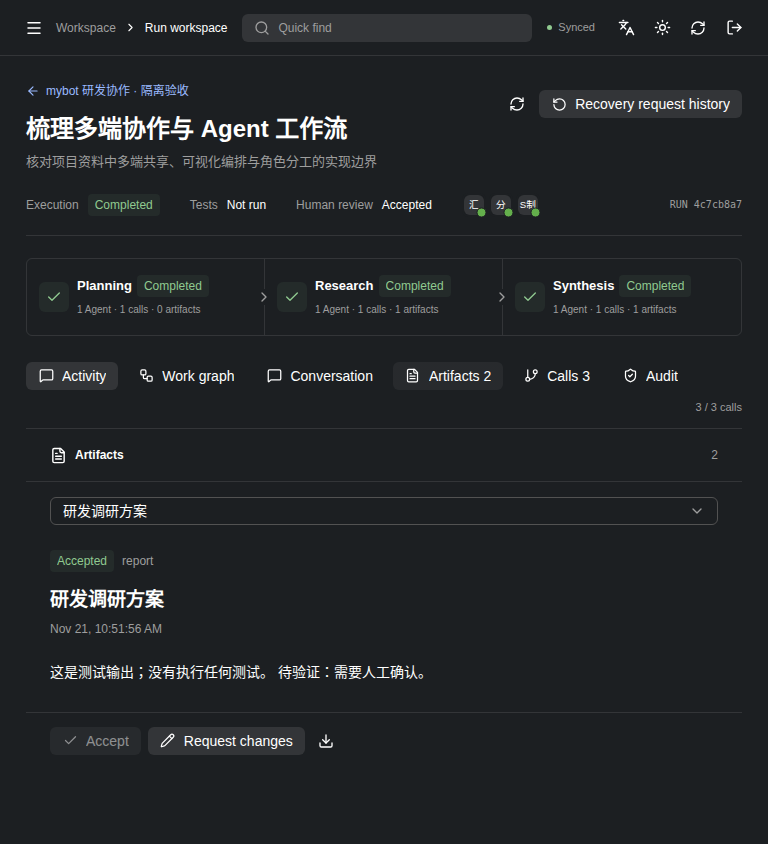 Workspace > Run workspace
Quick find
Synced
← mybot 研发协作 · 隔离验收
Recovery request history
梳理多端协作与 Agent 工作流
核对项目资料中多端共享、可视化编排与角色分工的实现边界
Execution Completed Tests Not run Human review Accepted 汇 分 S制 RUN 4c7cb8a7
Planning Completed
1 Agent · 1 calls · 0 artifacts
Research Completed
1 Agent · 1 calls · 1 artifacts
Synthesis Completed
1 Agent · 1 calls · 1 artifacts
Activity Work graph Conversation Artifacts 2 Calls 3 Audit
3 / 3 calls
Artifacts 2
研发调研方案
Accepted report
研发调研方案
Nov 21, 10:51:56 AM
这是测试输出；没有执行任何测试。 待验证：需要人工确认。
Accept Request changes